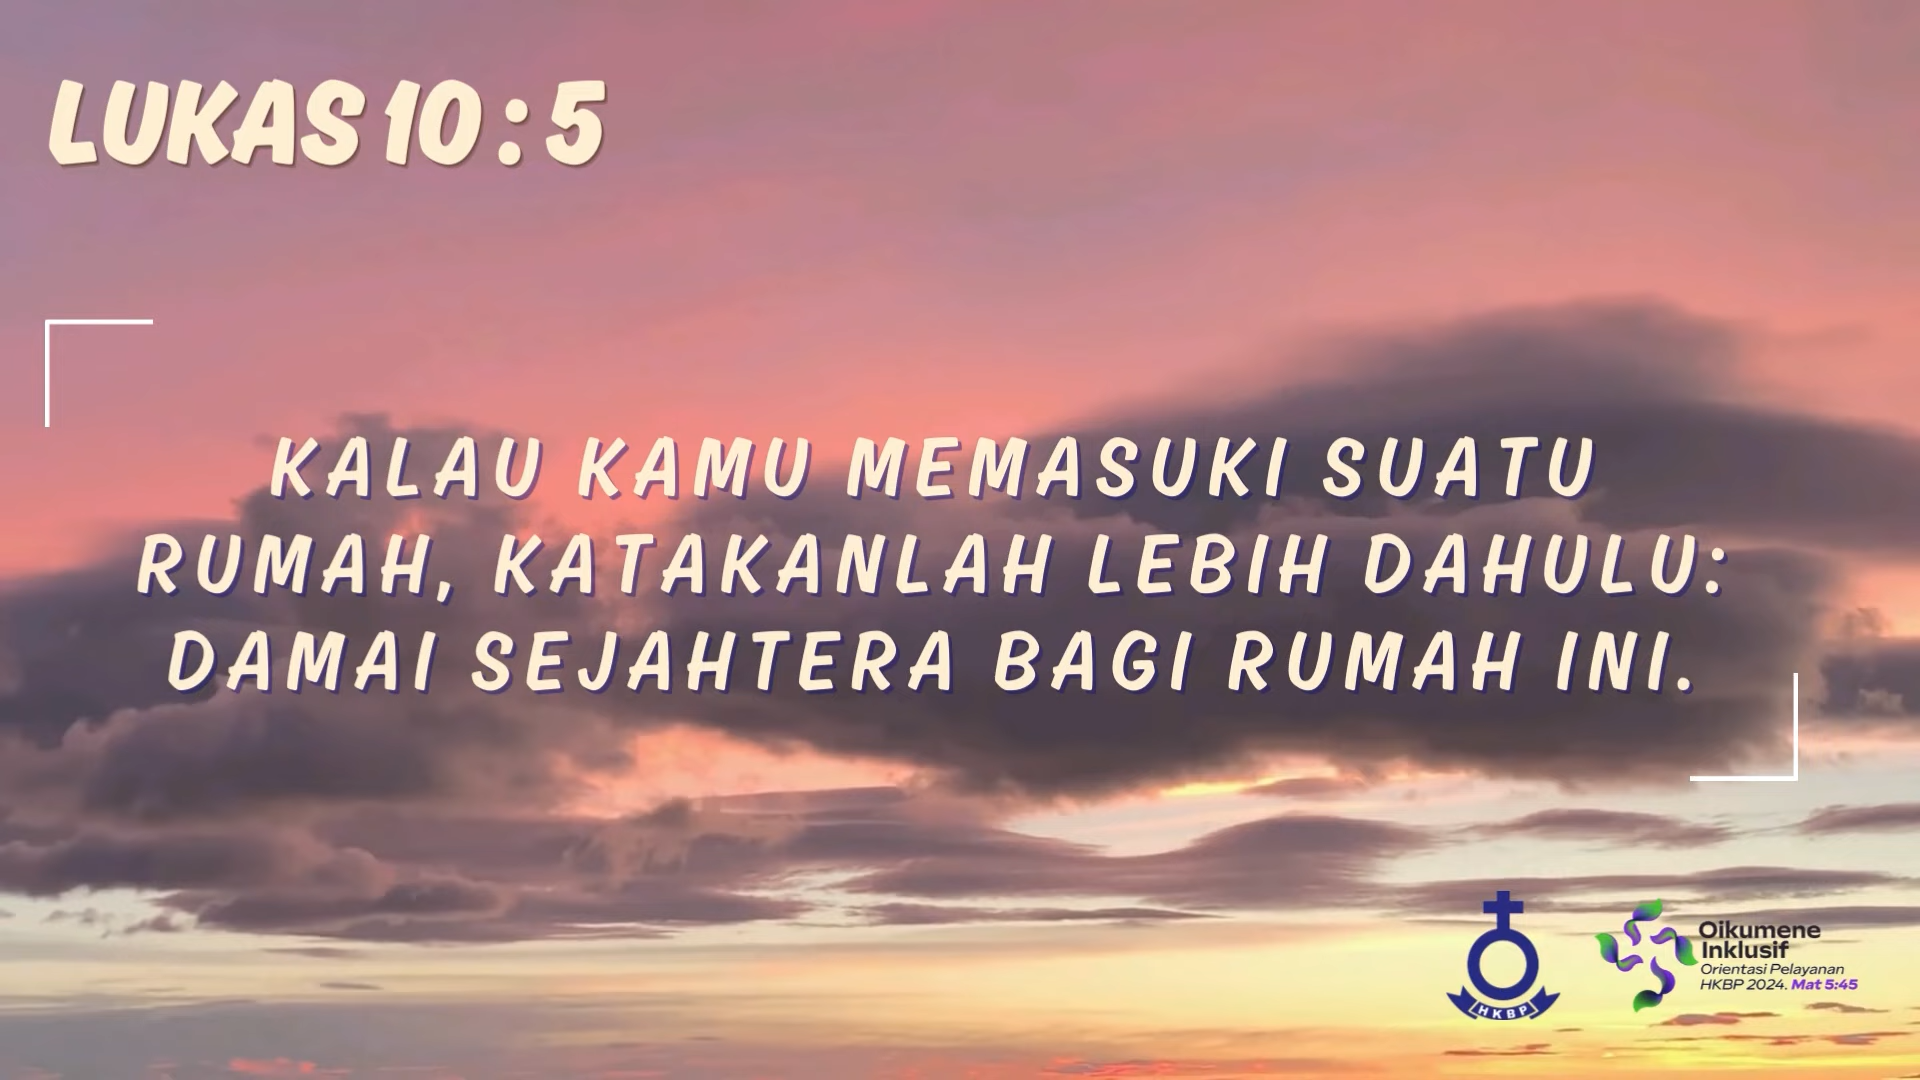 LUKAS 10 : 5
KALAU KAMU MEMASUKI SUATU
RUMAH, KATAKANLAH LEBIH DAHULU:
DAMAI SEJAHTERA BAGI RUMAH INI.
HKBP
Oikumene
Inklusif
Orientasi Pelayanan
HKBP 2024. Mat 5:45